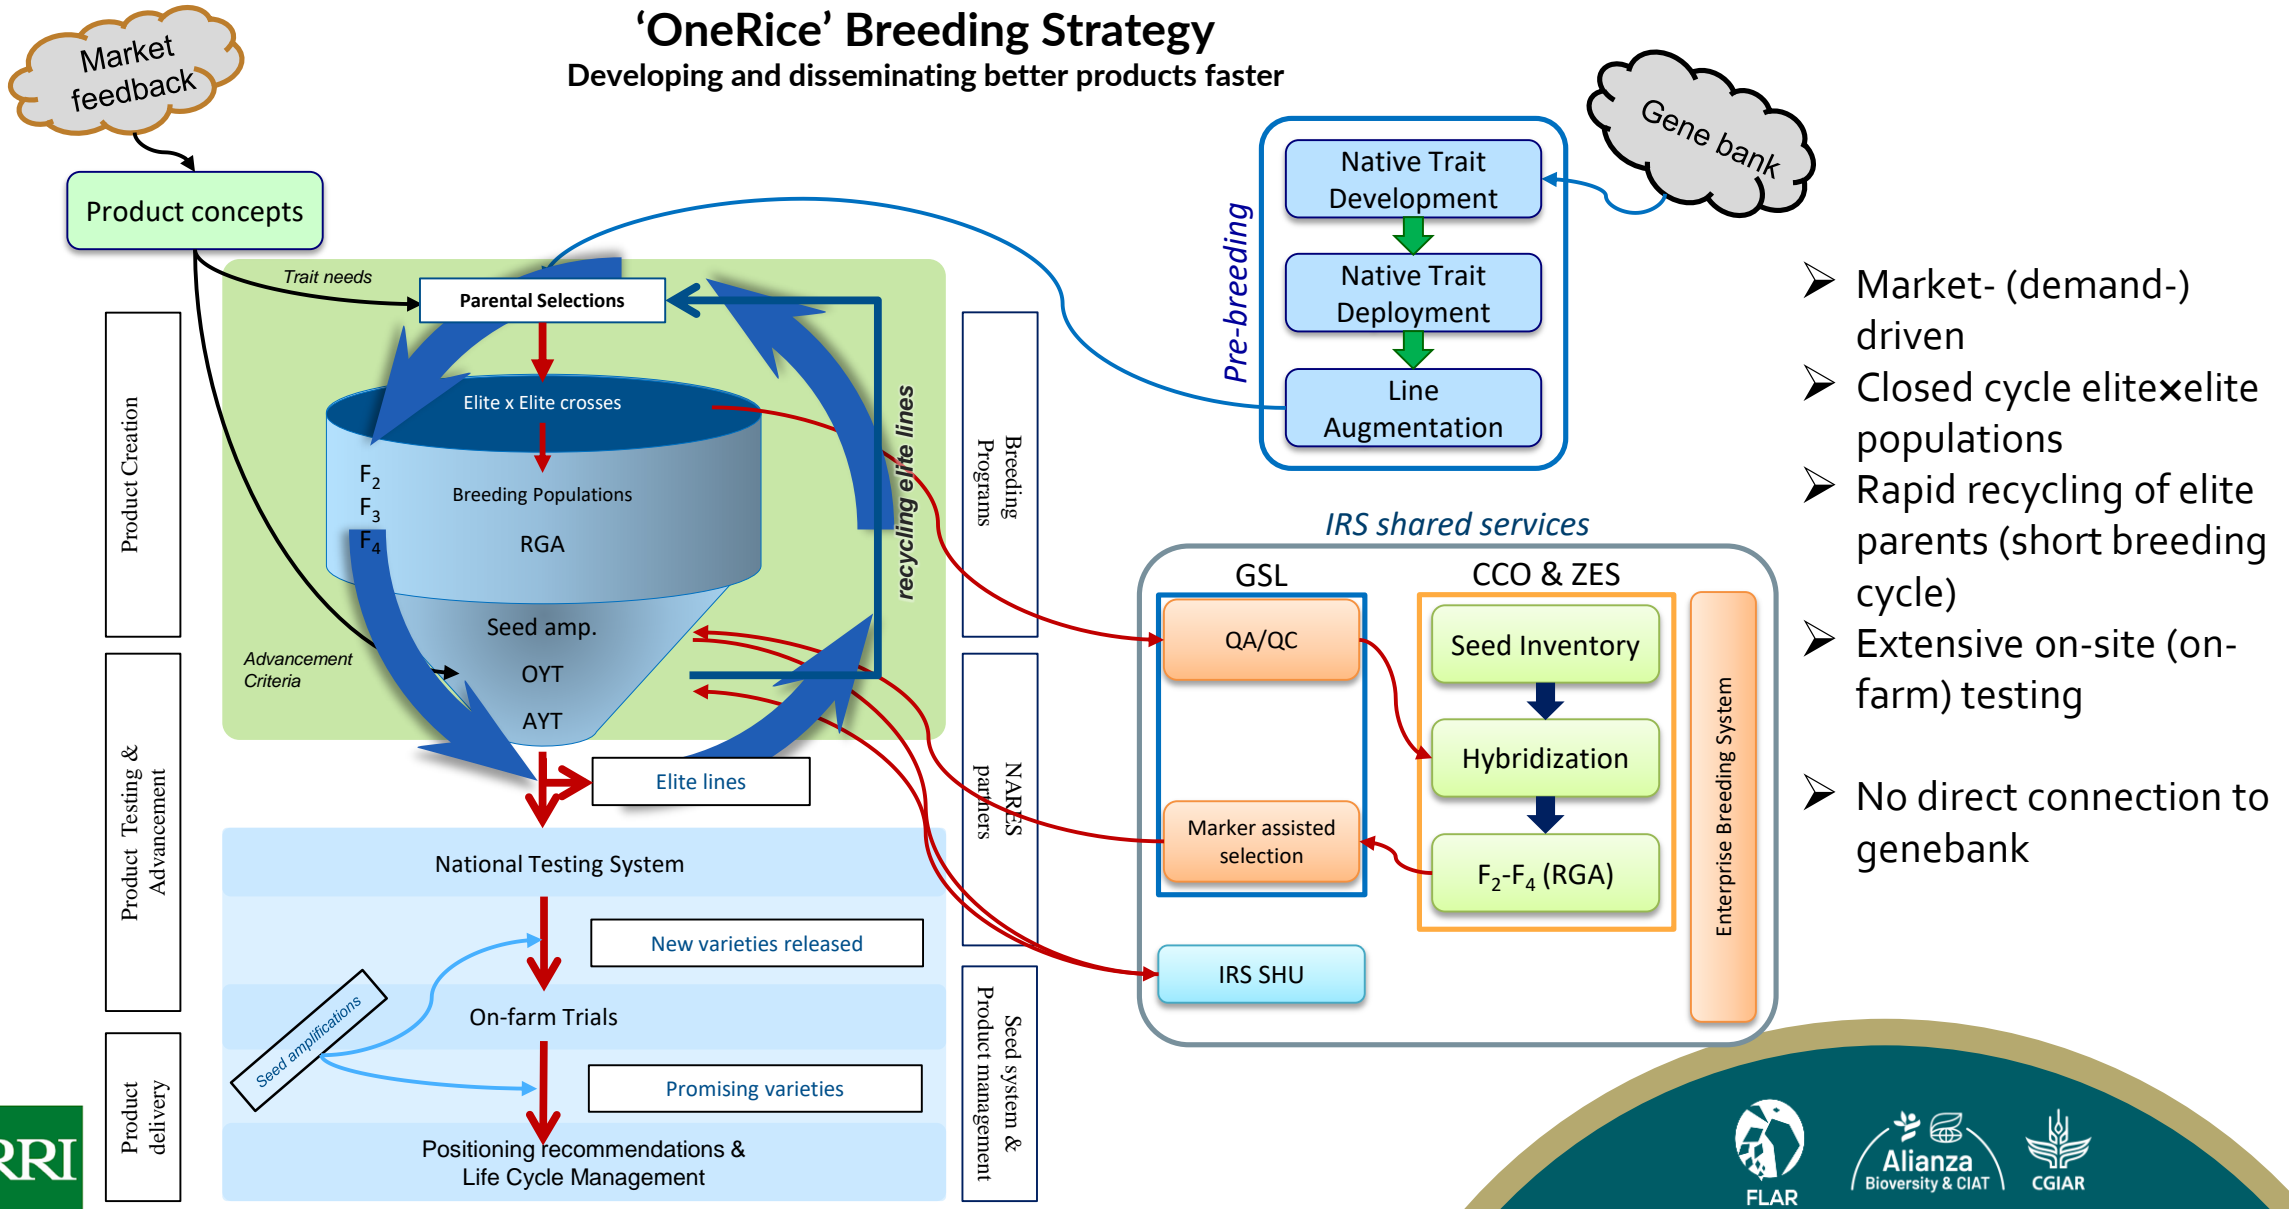 ‘OneRice’ Breeding Strategy
Developing and disseminating better products faster
Market
feedback
Product concepts
Trait needs
Parental Selections
Elite x Elite crosses
F2
F3
F4
Breeding Populations
RGA
Seed amp.
OYT
AYT
Advancement
Criteria
recycling elite lines
Elite lines
National Testing System
New varieties released
On-farm Trials
Seed amplifications
Promising varieties
Positioning recommendations &
Life Cycle Management
Product Creation
Product Testing &
Advancement
Product
delivery
Breeding
Programs
NARES
partners
Seed system &
Product management
Pre-breeding
Native Trait
Development
Native Trait
Deployment
Line
Augmentation
Gene bank
IRS shared services
GSL
QA/QC
Marker assisted
selection
IRS SHU
CCO & ZES
Seed Inventory
Hybridization
F2-F4 (RGA)
Enterprise Breeding System
➢ Market- (demand-)
driven
➢ Closed cycle elite×elite
populations
➢ Rapid recycling of elite
parents (short breeding
cycle)
➢ Extensive on-site (on-
farm) testing
➢ No direct connection to
genebank
RRI
FLAR
Alianza
Bioversity & CIAT
CGIAR